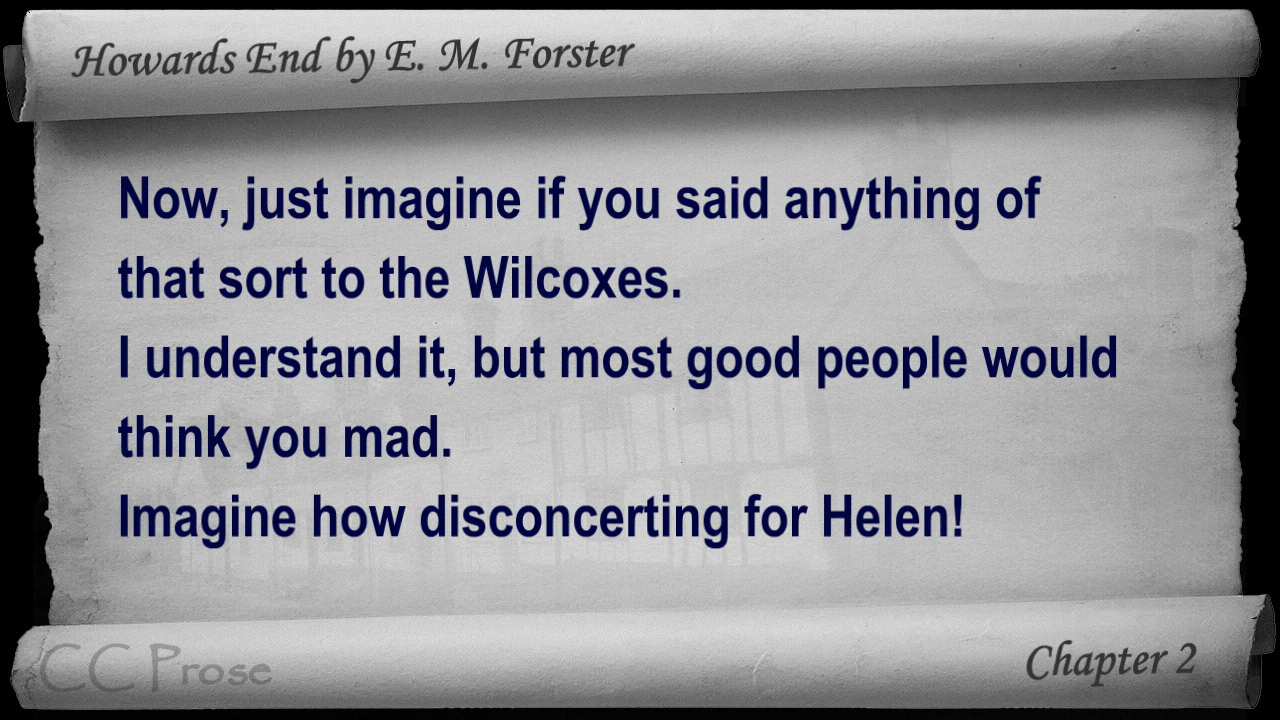 Howards End by E. M. Forster
Now, just imagine if you said anything of
that sort to the Wilcoxes.
I understand it, but most good people would
think you mad.
Imagine how disconcerting for Helen!
CC Prose
Chapter 2